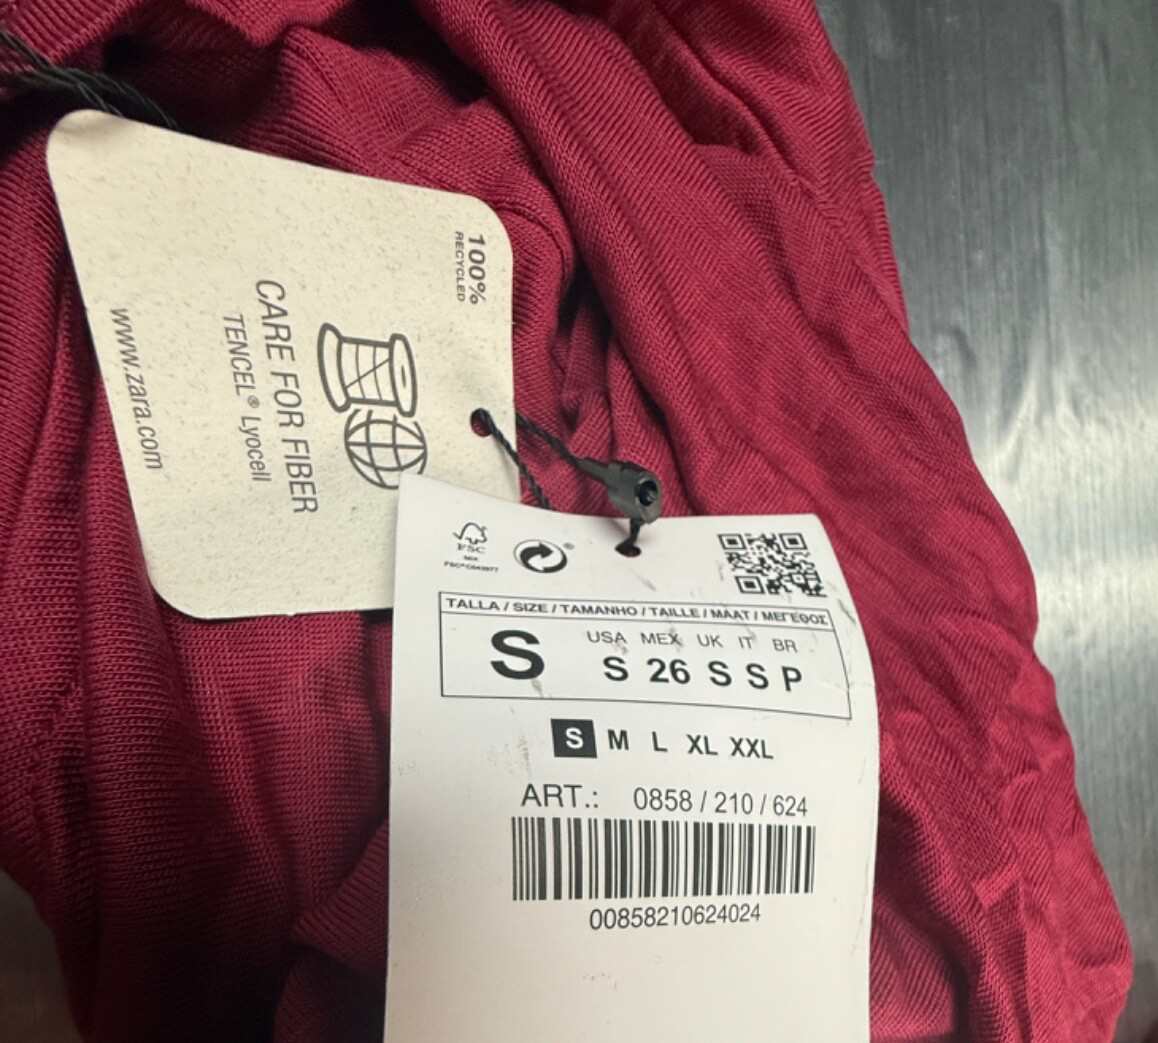 100%
RECYCLED
CARE FOR FIBER
TENCEL® Lyocell
www.zara.com
FSC
MIX
®
TALLA / SIZE / TAMANHO / TAILLE / MAAT / ΜΕΓΕΘΟΣ
S
USA MEX UK IT BR
S 26 S S P
S M L XL XXL
ART.: 0858 / 210 / 624
00858210624024